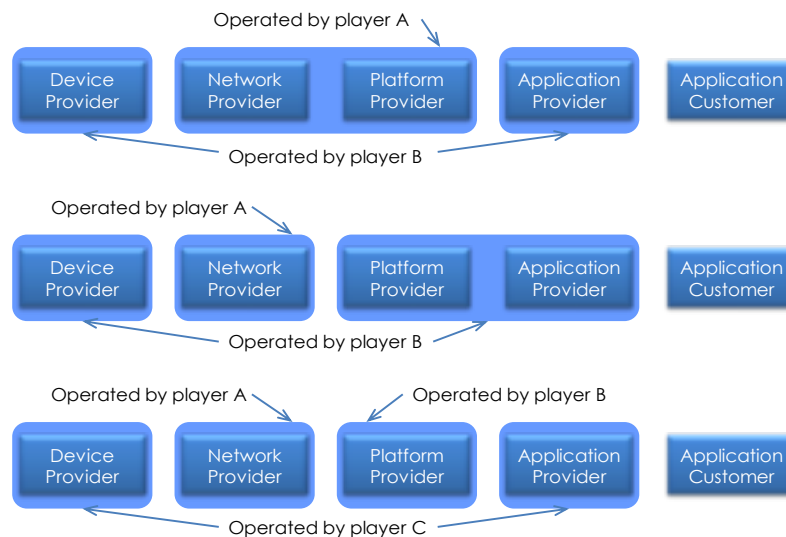 Operated by player A
Device
Provider
Network
Provider
Platform
Provider
Application
Provider
Application
Customer
Operated by player B
Operated by player A
Device
Provider
Network
Provider
Platform
Provider
Application
Provider
Application
Customer
Operated by player B
Operated by player A
Operated by player B
Device
Provider
Network
Provider
Platform
Provider
Application
Provider
Application
Customer
Operated by player C